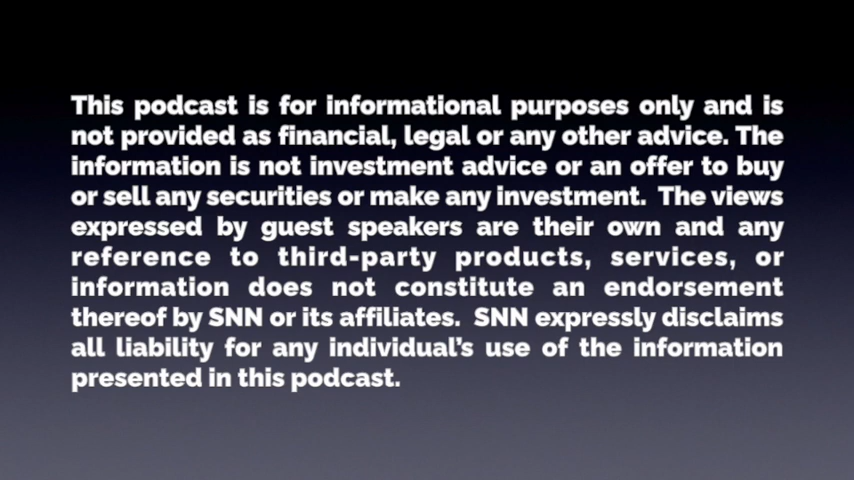 This podcast is for informational purposes only and is
not provided as financial, legal or any other advice. The
information is not investment advice or an offer to buy
or sell any securities or make any investment. The views
expressed by guest speakers are their own and any
reference to third-party products, services, or
information does not constitute an endorsement
thereof by SNN or its affiliates. SNN expressly disclaims
all liability for any individual's use of the information
presented in this podcast.